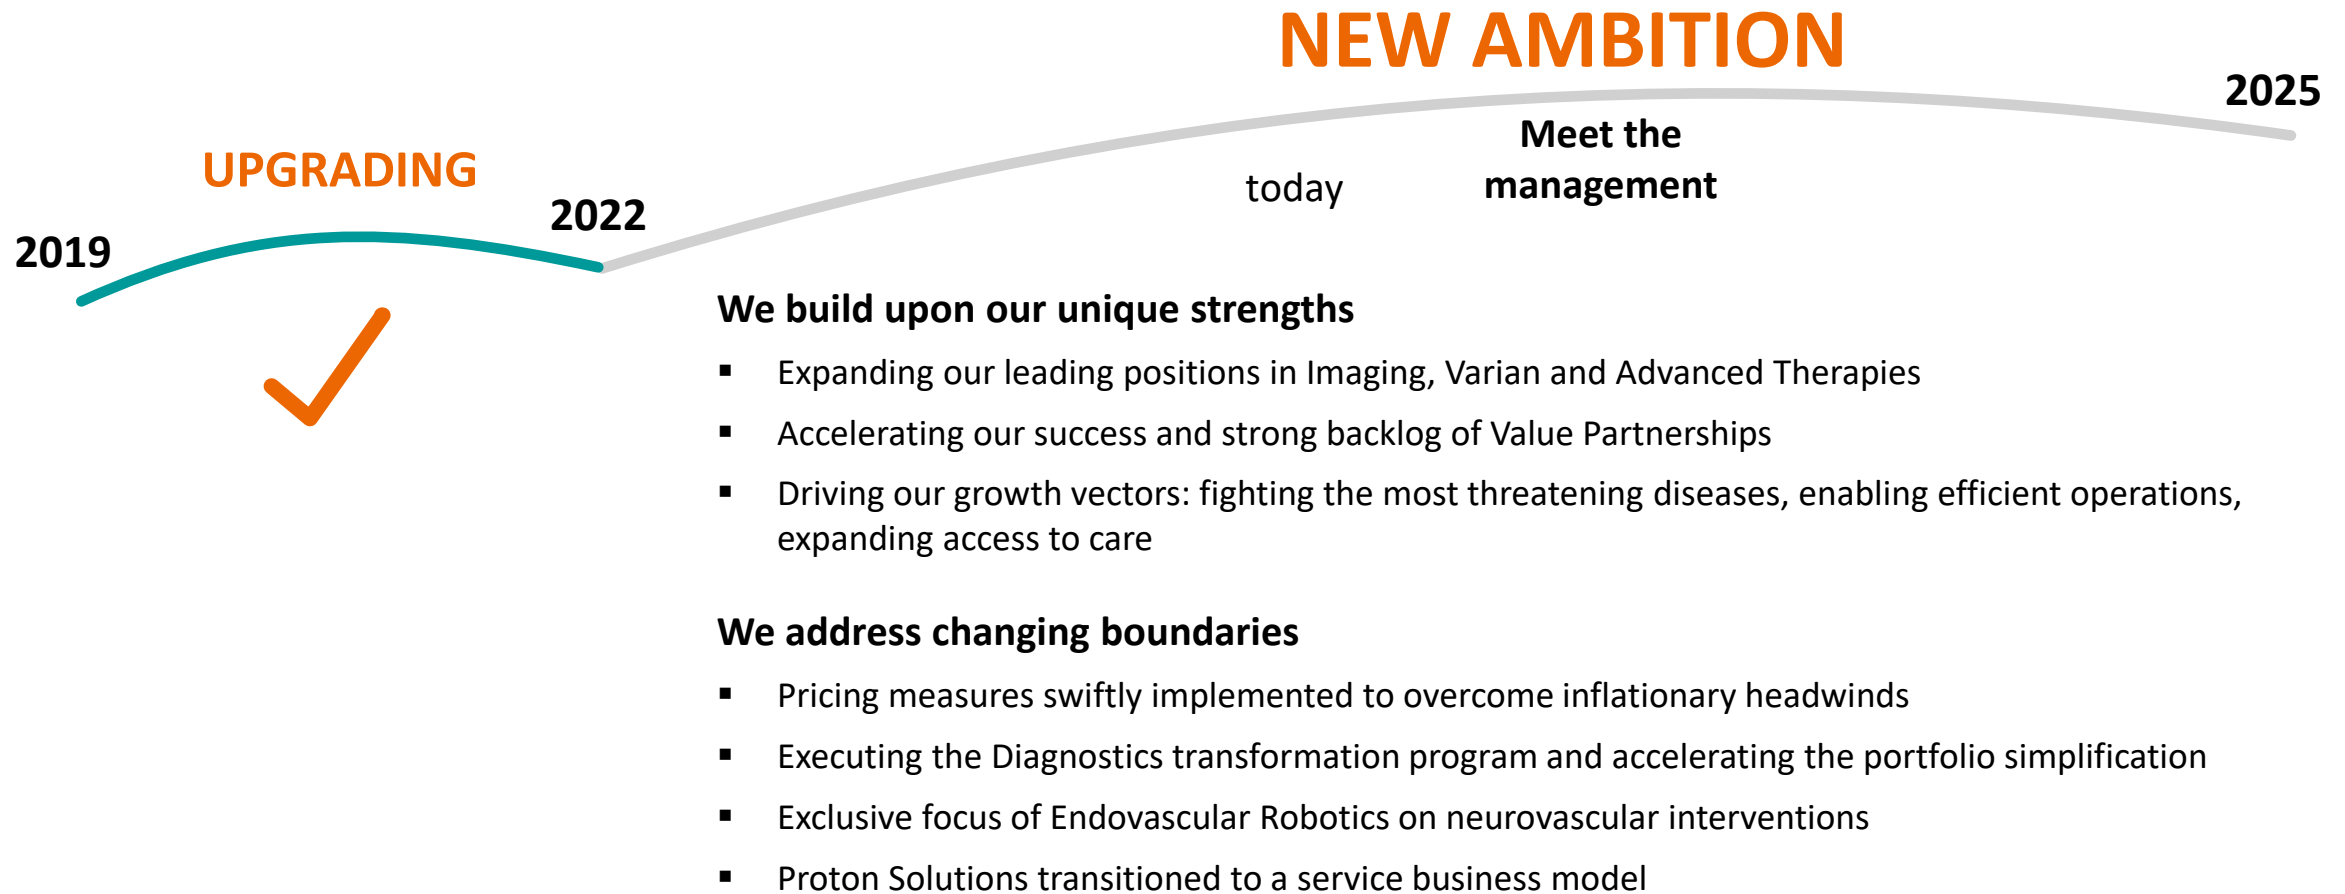 NEW AMBITION
2025
Meet the
management
today
UPGRADING
2022
2019
We build upon our unique strengths
▪ Expanding our leading positions in Imaging, Varian and Advanced Therapies
▪ Accelerating our success and strong backlog of Value Partnerships
▪ Driving our growth vectors: fighting the most threatening diseases, enabling efficient operations,
expanding access to care
We address changing boundaries
▪ Pricing measures swiftly implemented to overcome inflationary headwinds
▪ Executing the Diagnostics transformation program and accelerating the portfolio simplification
▪ Exclusive focus of Endovascular Robotics on neurovascular interventions
▪ Proton Solutions transitioned to a service business model